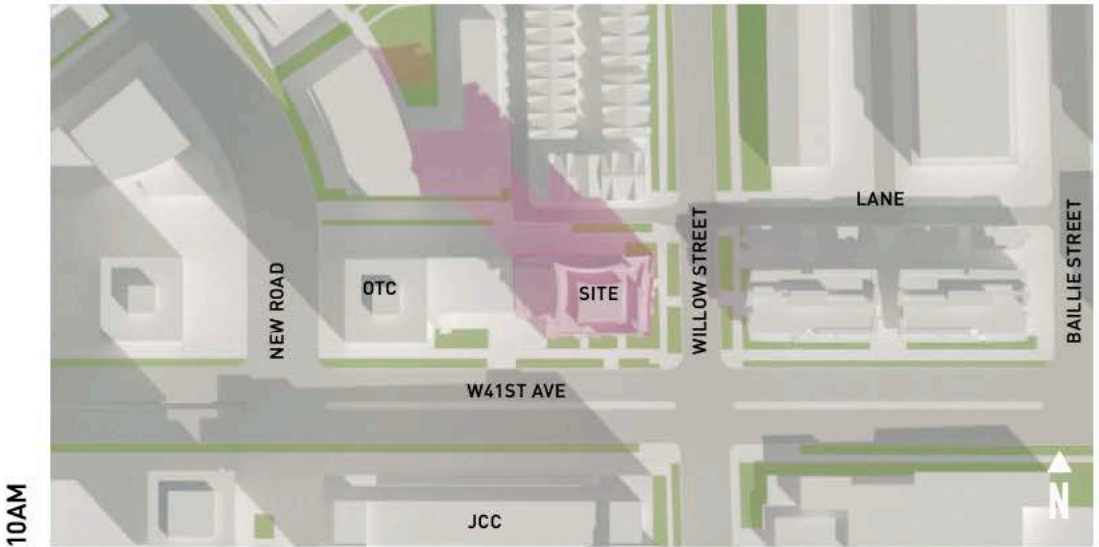 LANE
NEW ROAD
OTC
SITE
WILLOW STREET
BAILLIE STREET
W41ST AVE
10AM
N
JCC